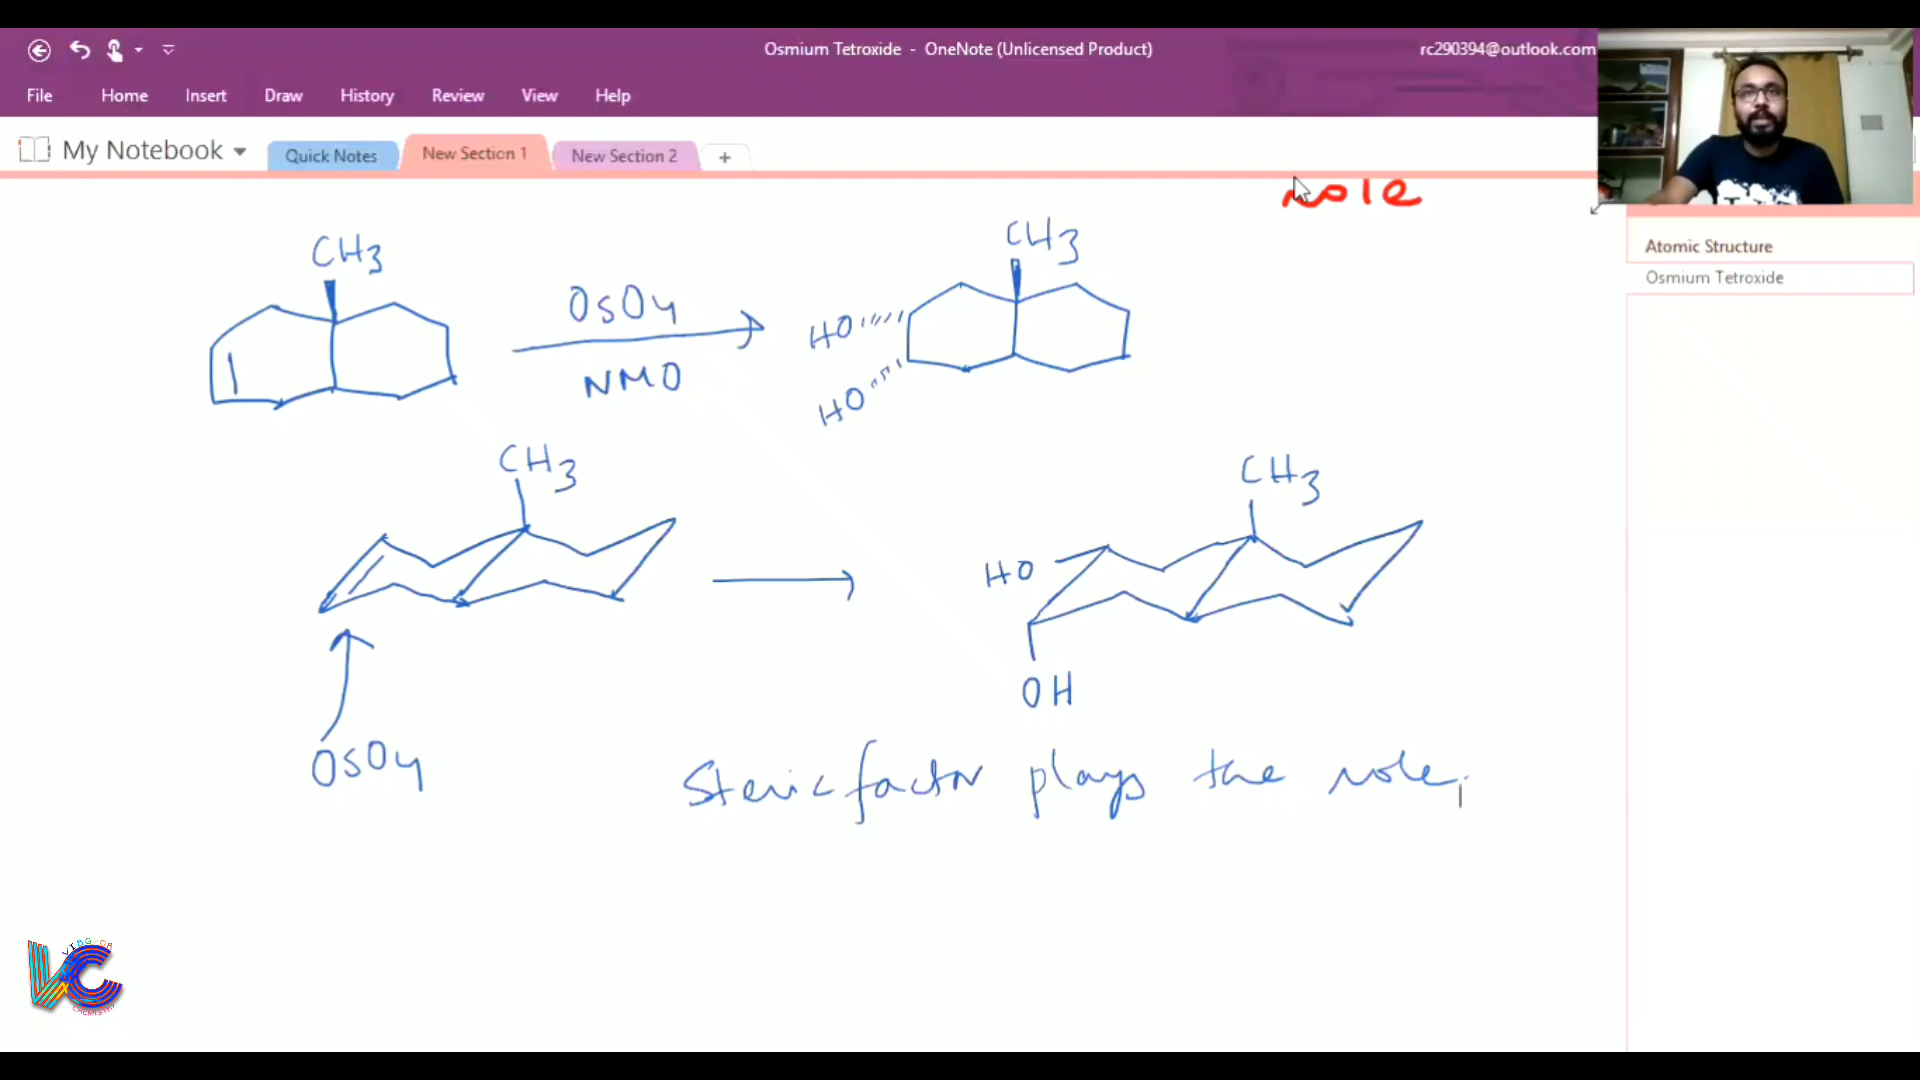 Osmium Tetroxide - OneNote (Unlicensed Product)
rc290394@outlook.com
File Home Insert Draw History Review View Help
My Notebook
Quick Notes
New Section 1
New Section 2
+
role
Atomic Structure
Osmium Tetroxide
CH3
OsO4
NMO
CH3
HO
HO
CH3
CH3
HO
OH
OsO4
Steric factor plays the role.
VC
CHEMISTRY